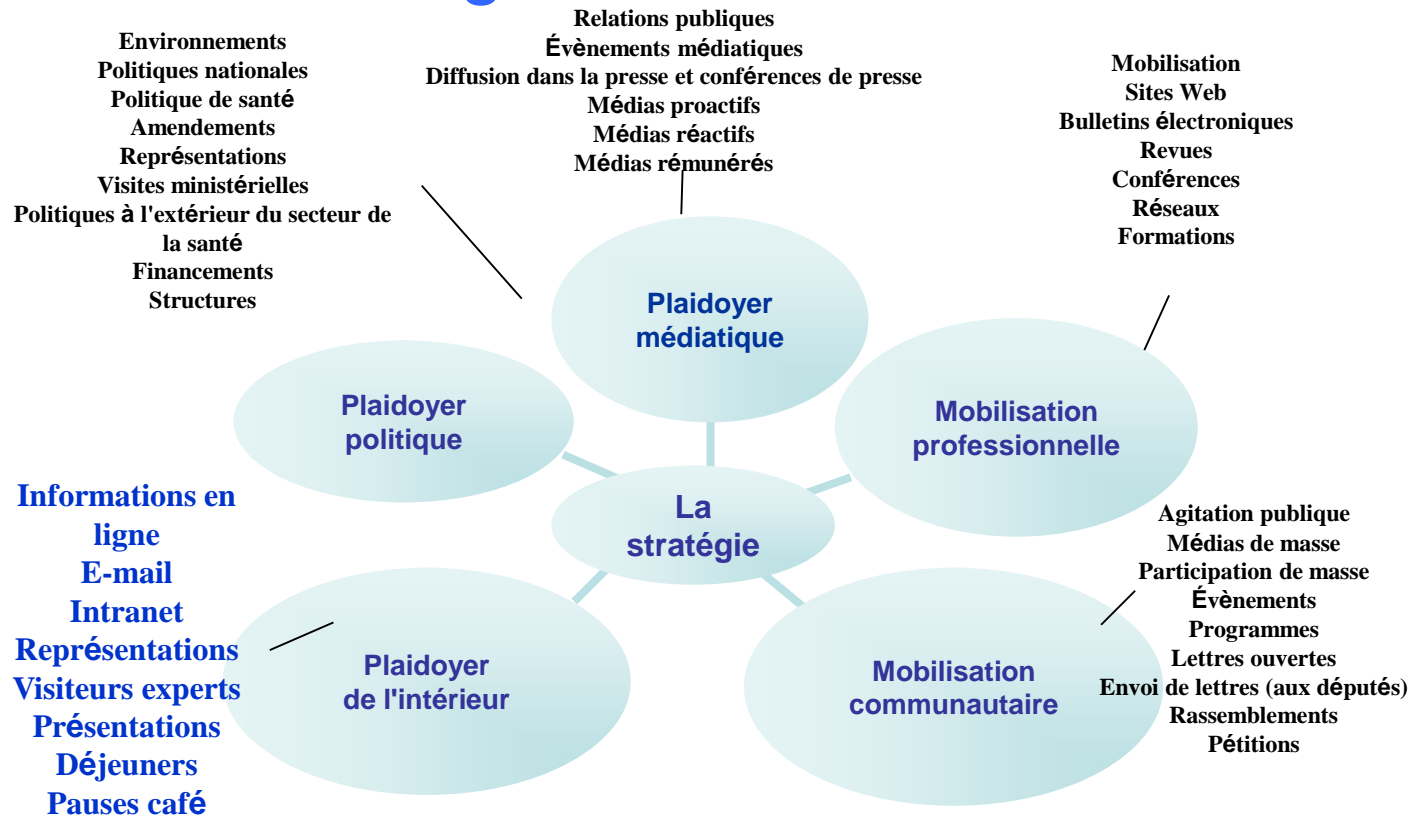 Environnements
Politiques nationales
Politique de santé
Amendements
Représentations
Visites ministérielles
Politiques à l'extérieur du secteur de
la santé
Financements
Structures
Relations publiques
Évènements médiatiques
Diffusion dans la presse et conférences de presse
Médias proactifs
Médias réactifs
Médias rémunérés
Mobilisation
Sites Web
Bulletins électroniques
Revues
Conférences
Réseaux
Formations
Plaidoyer
médiatique
Plaidoyer
politique
Mobilisation
professionnelle
La
stratégie
Informations en
ligne
E-mail
Intranet
Représentations
Visiteurs experts
Présentations
Déjeuners
Pauses café
Plaidoyer
de l'intérieur
Mobilisation
communautaire
Agitation publique
Médias de masse
Participation de masse
Évènements
Programmes
Lettres ouvertes
Envoi de lettres (aux députés)
Rassemblements
Pétitions